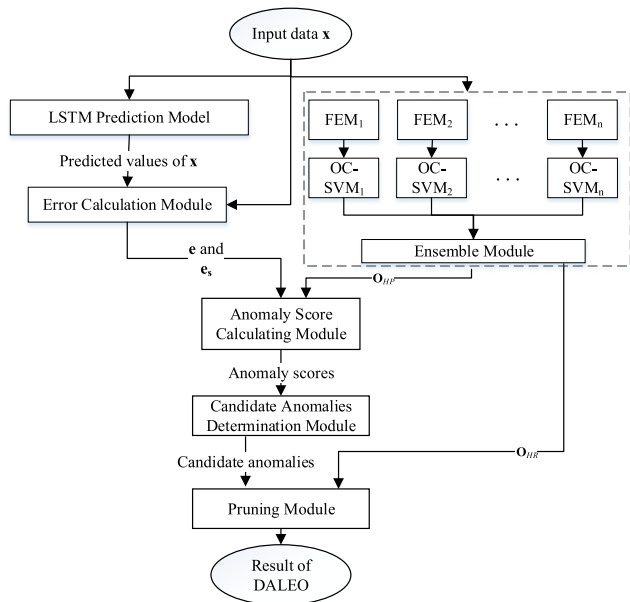 Input data x
LSTM Prediction Model
FEM1
FEM2
. . .
FEMn
Predicted values of x
OC-
SVM1
OC-
SVM2
. . .
OC-
SVMn
Error Calculation Module
Ensemble Module
e and
es
OHP
Anomaly Score
Calculating Module
Anomaly scores
Candidate Anomalies
Determination Module
OHR
Candidate anomalies
Pruning Module
Result of
DALEO